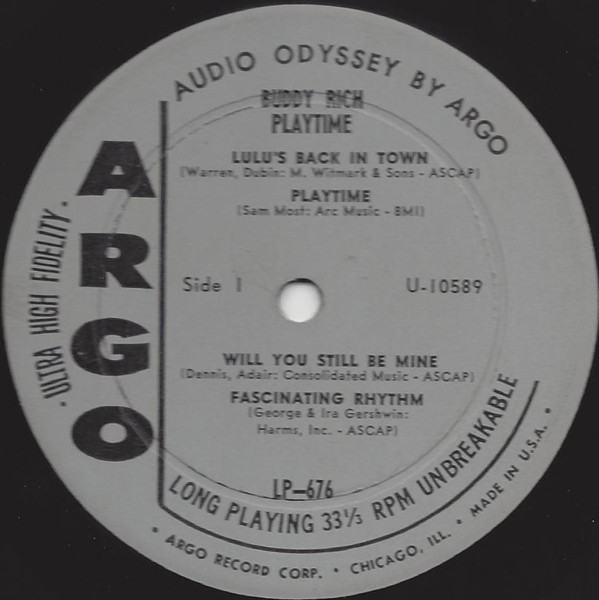 AUDIO ODYSSEY BY ARGO
BUDDY RICH
PLAYTIME
LULU'S BACK IN TOWN
(Warren, Dubin: M. Witmark & Sons - ASCAP)
PLAYTIME
(Sam Most: Arc Music - BMI)
• ULTRA HIGH FIDELITY •
ARGO
Side 1
U-10589
WILL YOU STILL BE MINE
(Dennis, Adair: Consolidated Music - ASCAP)
FASCINATING RHYTHM
(George & Ira Gershwin:
Harms, Inc. - ASCAP)
LP-676
LONG PLAYING 33⅓ RPM UNBREAKABLE
• ARGO RECORD CORP. • CHICAGO, ILL. • MADE IN U.S.A. •